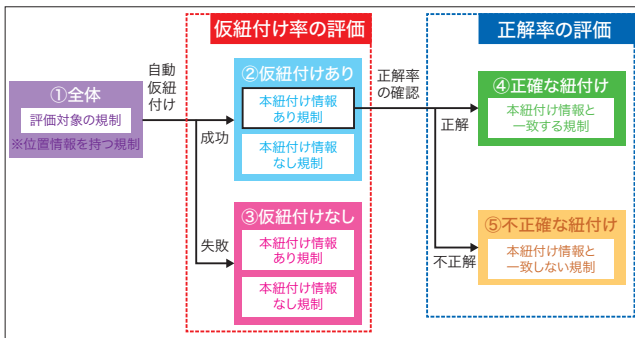 仮紐付け率の評価
正解率の評価
①全体
評価対象の規制
※位置情報を持つ規制
自動
仮紐
付け
成功
失敗
②仮紐付けあり
本紐付け情報
あり規制
本紐付け情報
なし規制
③仮紐付けなし
本紐付け情報
あり規制
本紐付け情報
なし規制
正解率
の確認
正解
不正解
④正確な紐付け
本紐付け情報と
一致する規制
⑤不正確な紐付け
本紐付け情報と
一致しない規制